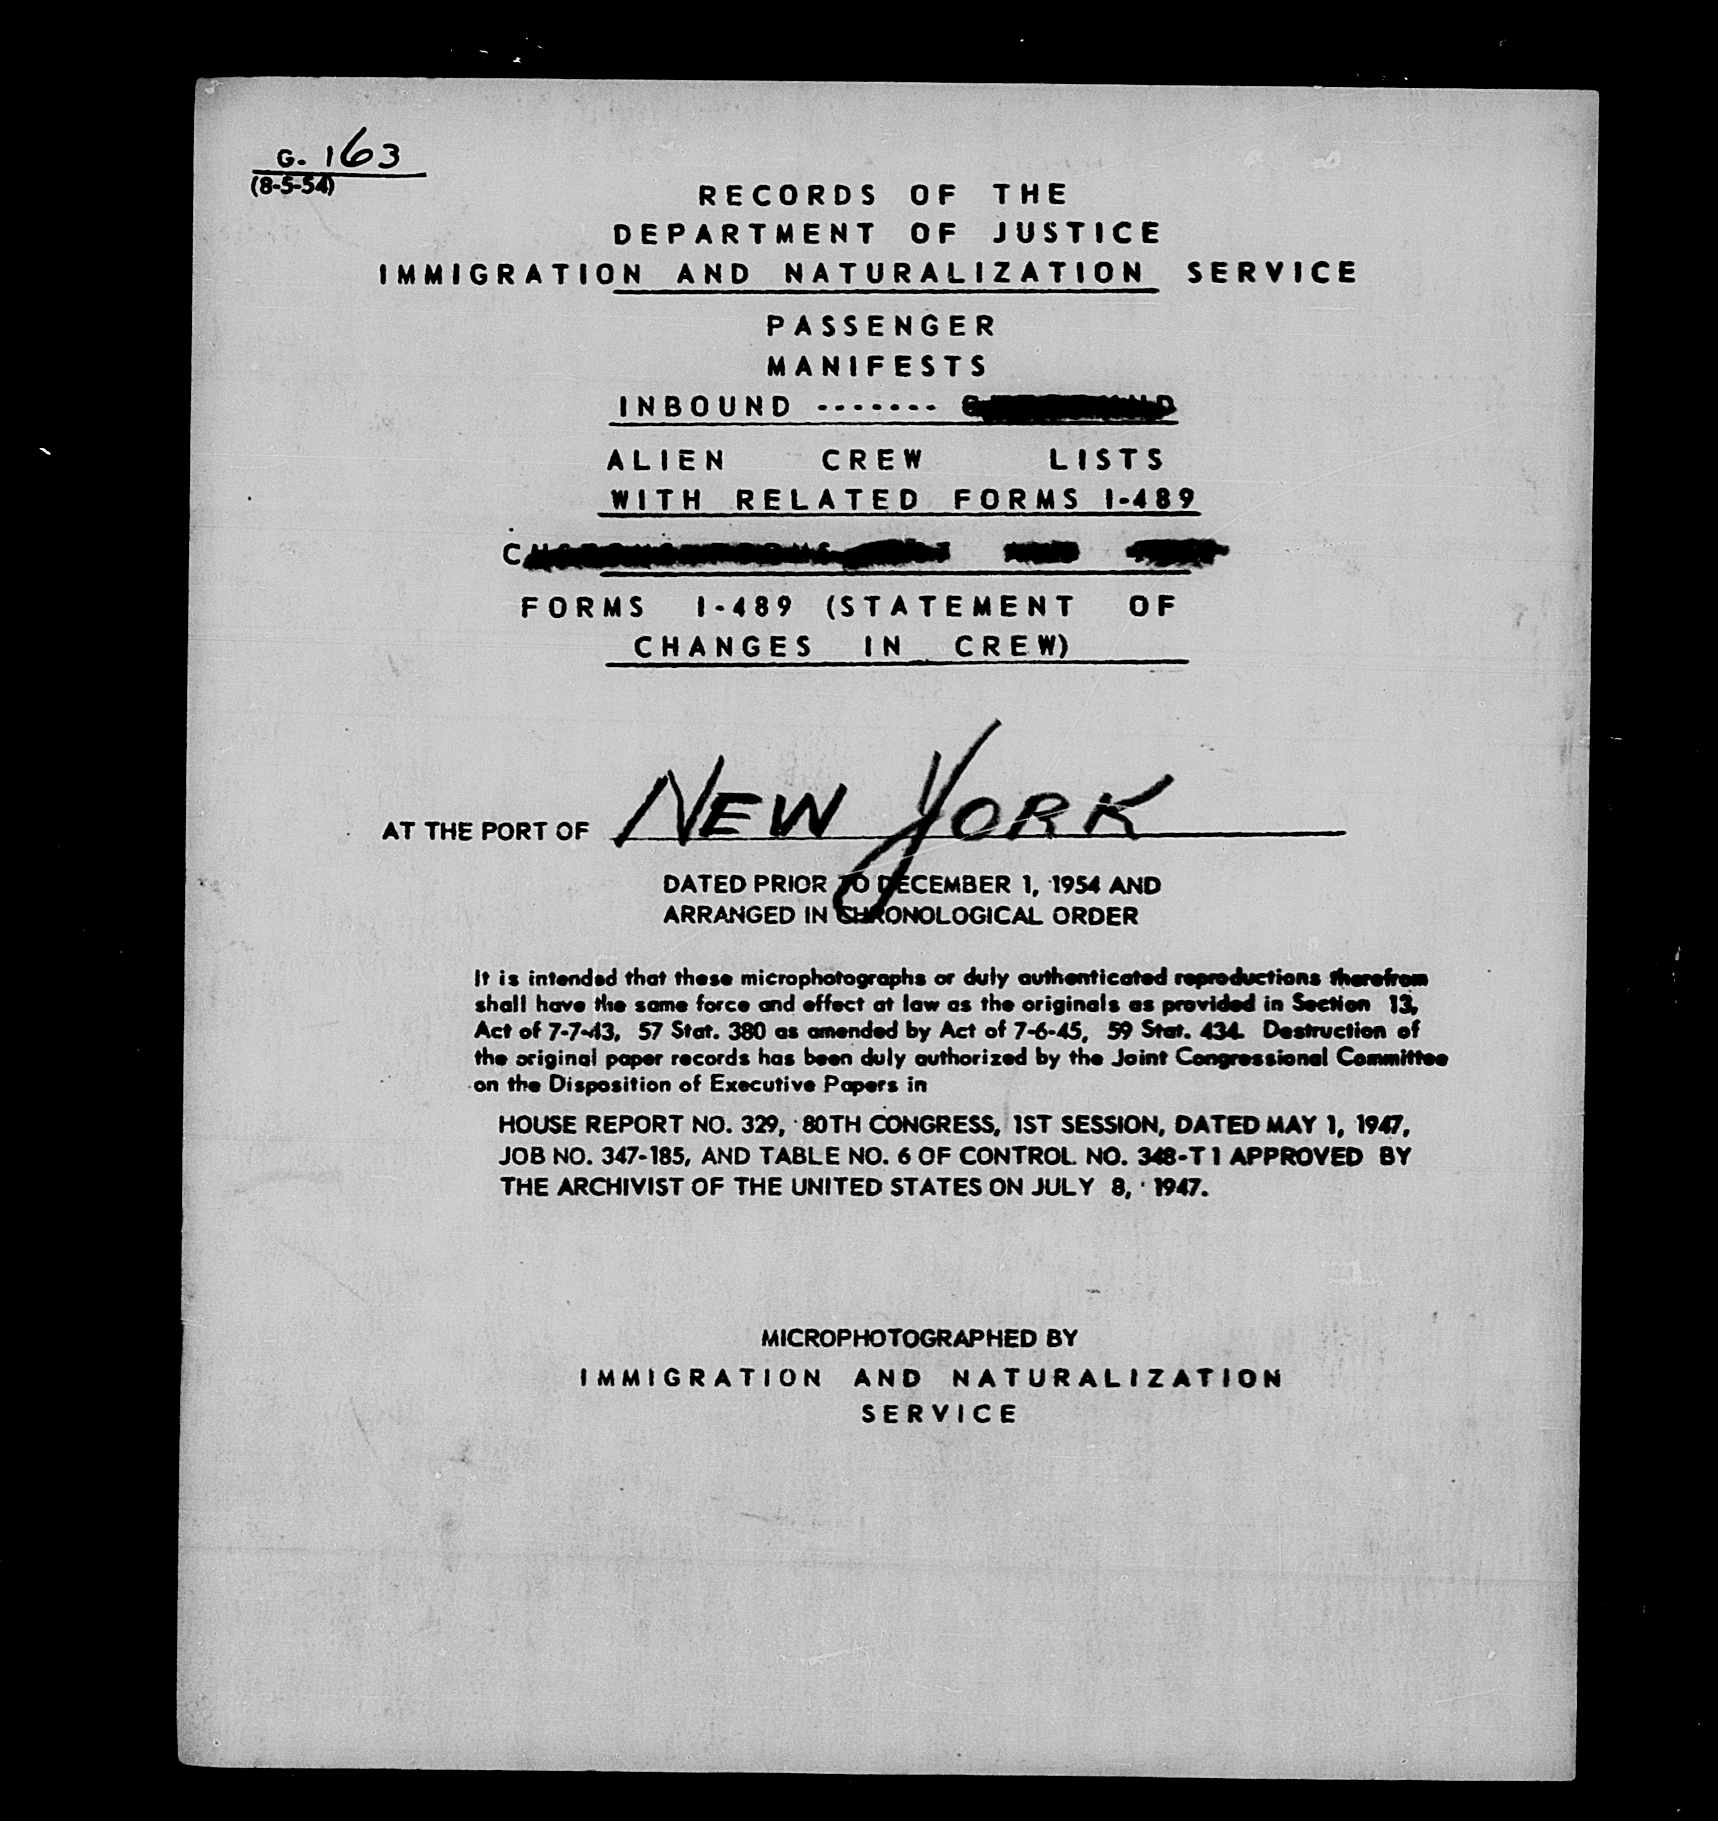 G-163
(8-5-54)
RECORDS OF THE
DEPARTMENT OF JUSTICE
IMMIGRATION AND NATURALIZATION SERVICE
PASSENGER
MANIFESTS
INBOUND -------
ALIEN CREW LISTS
WITH RELATED FORMS I-489
FORMS I-489 (STATEMENT OF
CHANGES IN CREW)
AT THE PORT OF NEW YORK
DATED PRIOR TO DECEMBER 1, 1954 AND
ARRANGED IN CHRONOLOGICAL ORDER
It is intended that these microphotographs or duly authenticated reproductions therefrom
shall have the same force and effect at law as the originals as provided in Section 13,
Act of 7-7-43, 57 Stat. 380 as amended by Act of 7-6-45, 59 Stat. 434. Destruction of
the original paper records has been duly authorized by the Joint Congressional Committee
on the Disposition of Executive Papers in
HOUSE REPORT NO. 329, 80TH CONGRESS, 1ST SESSION, DATED MAY 1, 1947,
JOB NO. 347-185, AND TABLE NO. 6 OF CONTROL NO. 348-T1 APPROVED BY
THE ARCHIVIST OF THE UNITED STATES ON JULY 8, 1947.
MICROPHOTOGRAPHED BY
IMMIGRATION AND NATURALIZATION
SERVICE